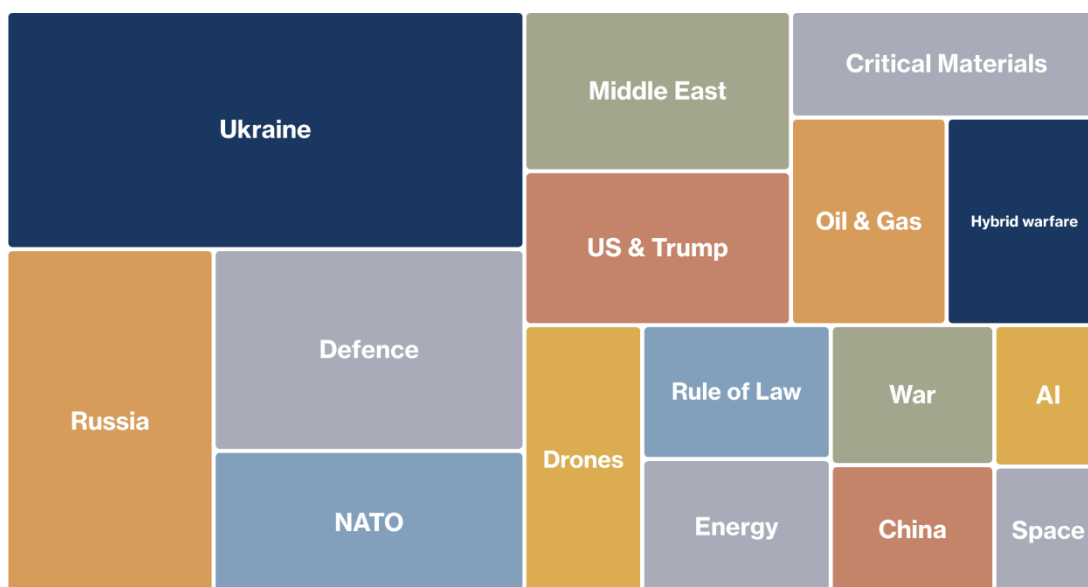 Ukraine
Middle East
Critical Materials
US & Trump
Oil & Gas
Hybrid warfare
Russia
Defence
NATO
Drones
Rule of Law
War
AI
Energy
China
Space